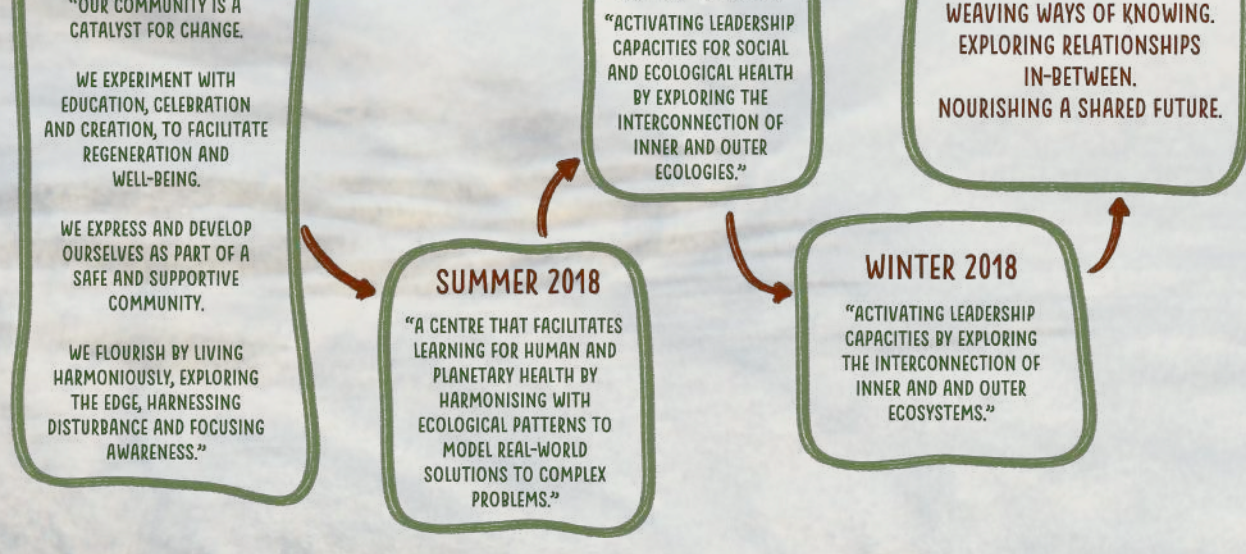 "OUR COMMUNITY IS A
CATALYST FOR CHANGE.
WE EXPERIMENT WITH
EDUCATION, CELEBRATION
AND CREATION, TO FACILITATE
REGENERATION AND
WELL-BEING.
WE EXPRESS AND DEVELOP
OURSELVES AS PART OF A
SAFE AND SUPPORTIVE
COMMUNITY.
WE FLOURISH BY LIVING
HARMONIOUSLY, EXPLORING
THE EDGE, HARNESSING
DISTURBANCE AND FOCUSING
AWARENESS."
SUMMER 2018
"A CENTRE THAT FACILITATES
LEARNING FOR HUMAN AND
PLANETARY HEALTH BY
HARMONISING WITH
ECOLOGICAL PATTERNS TO
MODEL REAL-WORLD
SOLUTIONS TO COMPLEX
PROBLEMS."
"ACTIVATING LEADERSHIP
CAPACITIES FOR SOCIAL
AND ECOLOGICAL HEALTH
BY EXPLORING THE
INTERCONNECTION OF
INNER AND OUTER
ECOLOGIES."
WINTER 2018
"ACTIVATING LEADERSHIP
CAPACITIES BY EXPLORING
THE INTERCONNECTION OF
INNER AND AND OUTER
ECOSYSTEMS."
WEAVING WAYS OF KNOWING.
EXPLORING RELATIONSHIPS
IN-BETWEEN.
NOURISHING A SHARED FUTURE.